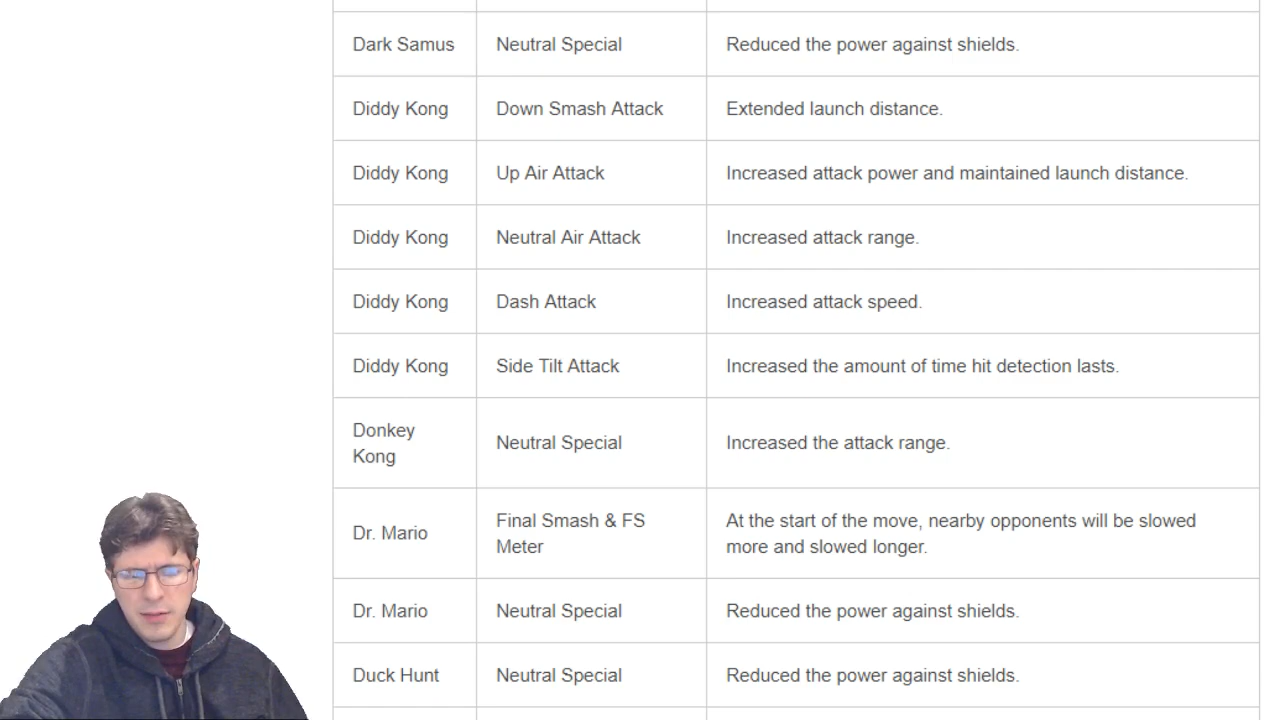 Dark Samus Neutral Special Reduced the power against shields.
Diddy Kong Down Smash Attack Extended launch distance.
Diddy Kong Up Air Attack Increased attack power and maintained launch distance.
Diddy Kong Neutral Air Attack Increased attack range.
Diddy Kong Dash Attack Increased attack speed.
Diddy Kong Side Tilt Attack Increased the amount of time hit detection lasts.
Donkey
Kong
Neutral Special Increased the attack range.
Dr. Mario
Final Smash & FS
Meter
At the start of the move, nearby opponents will be slowed
more and slowed longer.
Dr. Mario Neutral Special Reduced the power against shields.
Duck Hunt Neutral Special Reduced the power against shields.